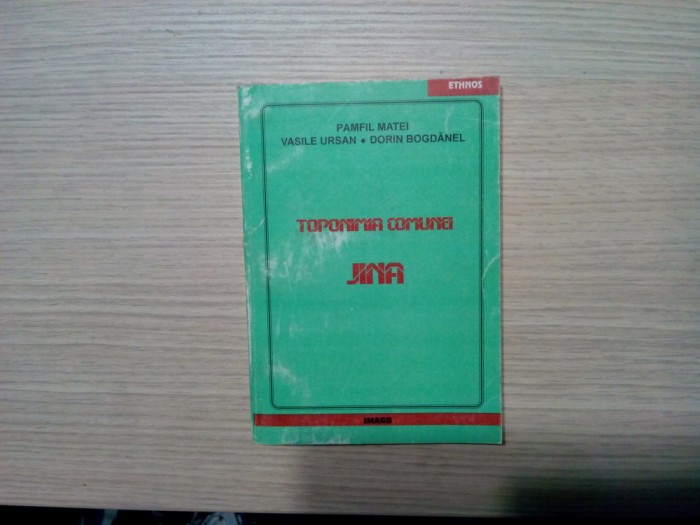 ETHNOS
PAMFIL MATEI
VASILE URSAN • DORIN BOGDĂNEL
TOPONIMIA COMUNEI
JINA
IMAGO